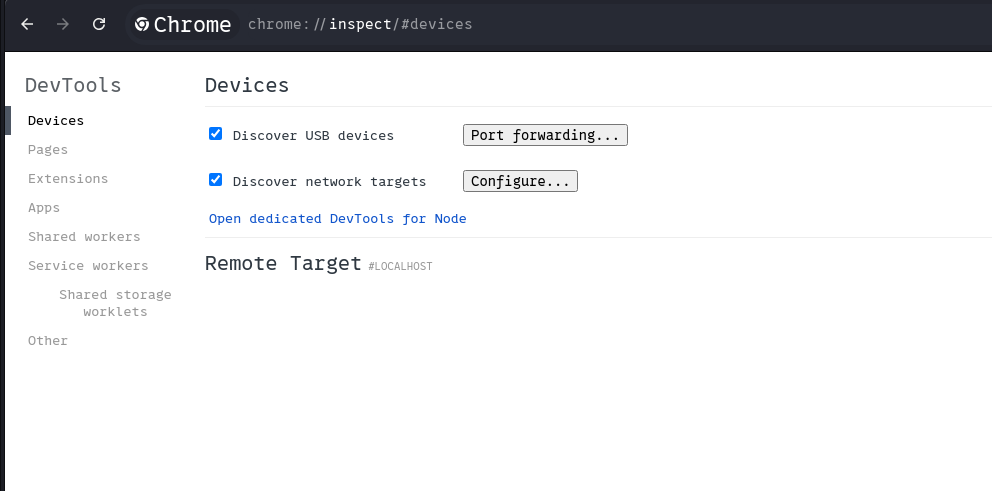 Chrome chrome://inspect/#devices
DevTools
Devices
Pages
Extensions
Apps
Shared workers
Service workers
Shared storage
worklets
Other
Devices
Discover USB devices Port forwarding...
Discover network targets Configure...
Open dedicated DevTools for Node
Remote Target #LOCALHOST